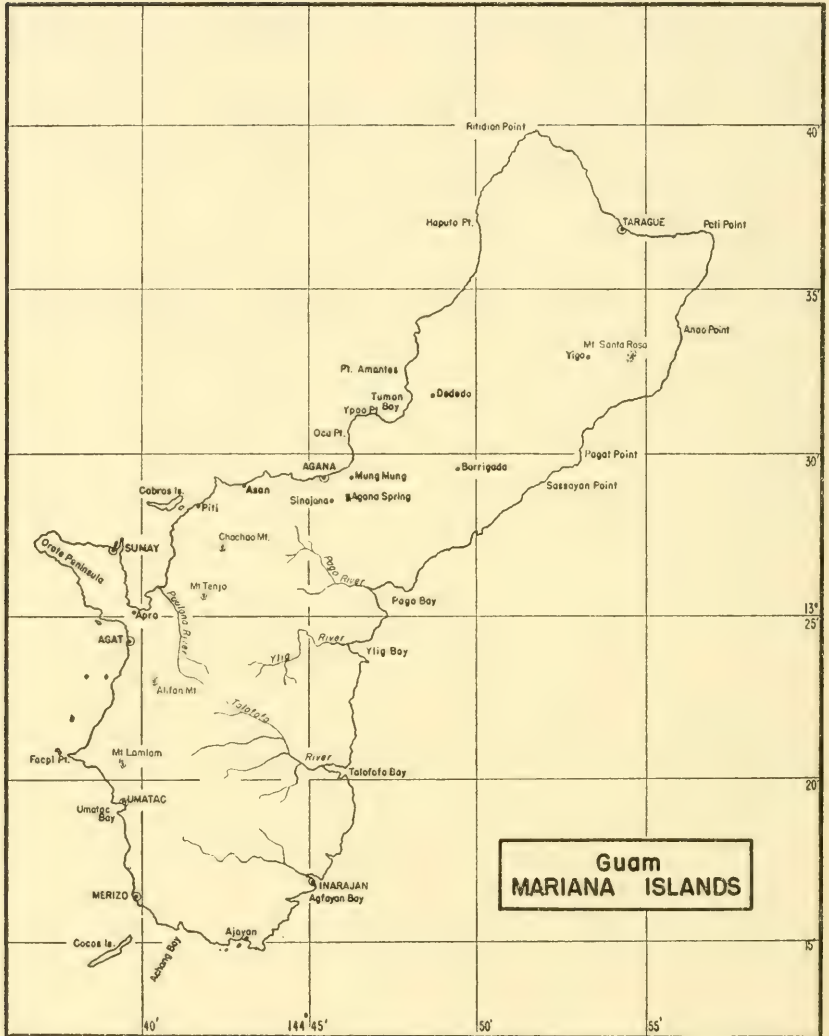 Ritidion Point
40'
Haputo Pt.
TARAGUE
Pati Point
35'
Anao Point
Mt Santa Rosa
Yigo
Pt. Amantes
Tuman
Bay
Ypao Pt.
Dededo
Oca Pt.
30'
Pagat Point
AGANA
Mung Mung
Barrigada
Asan
Sassayan Point
Cabras Is.
Sinajana
Agana Spring
Piti
Orote Peninsula
SUMAY
Chachao Mt.
Pago River
Mt Tenjo
Pago Bay
Apra
Paulana River
13°
25'
AGAT
Ylig River
Ylig Bay
Alifan Mt.
Talofofo River
Facpi Pt.
Mt Lamlam
Talofofo Bay
20'
UMATAC
Umatac
Bay
Guam
MARIANA ISLANDS
MERIZO
INARAJAN
Agfayan Bay
Cocos Is.
Achang Bay
Ajayan
15'
40'
144° 45'
50'
55'